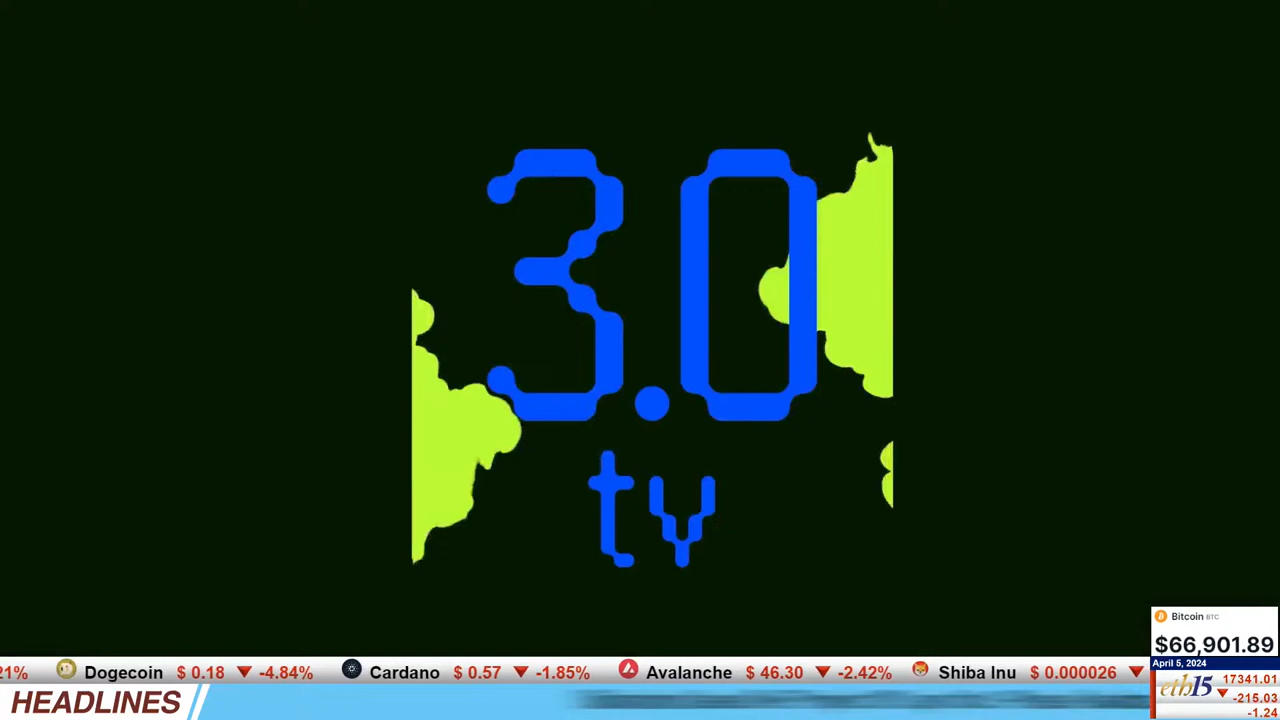 3.0
tv
Bitcoin BTC
$66,901.89
April 5, 2024
21% Dogecoin $ 0.18 -4.84% Cardano $ 0.57 -1.85% Avalanche $ 46.30 -2.42% Shiba Inu $ 0.000026
eth15 17341.01
-215.03
-1.24
HEADLINES